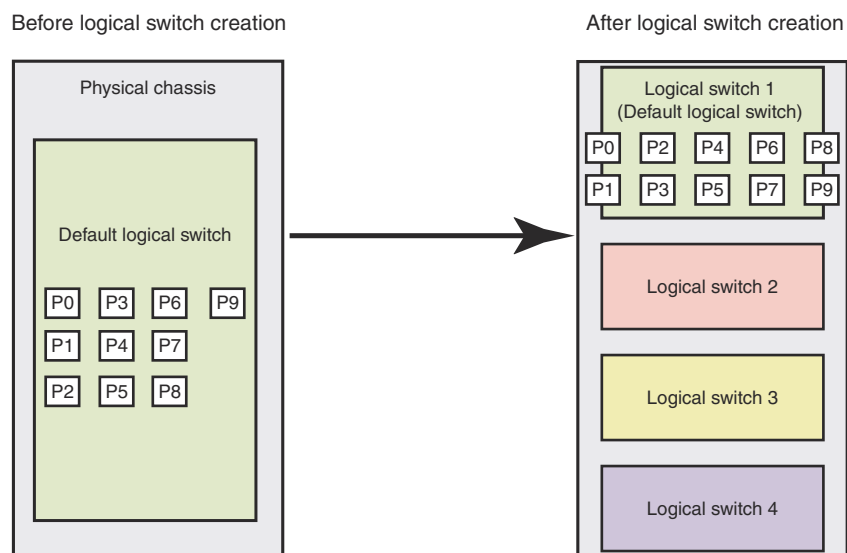 Before logical switch creation
After logical switch creation
Physical chassis
Default logical switch
P0 P3 P6 P9
P1 P4 P7
P2 P5 P8
Logical switch 1
(Default logical switch)
P0 P2 P4 P6 P8
P1 P3 P5 P7 P9
Logical switch 2
Logical switch 3
Logical switch 4